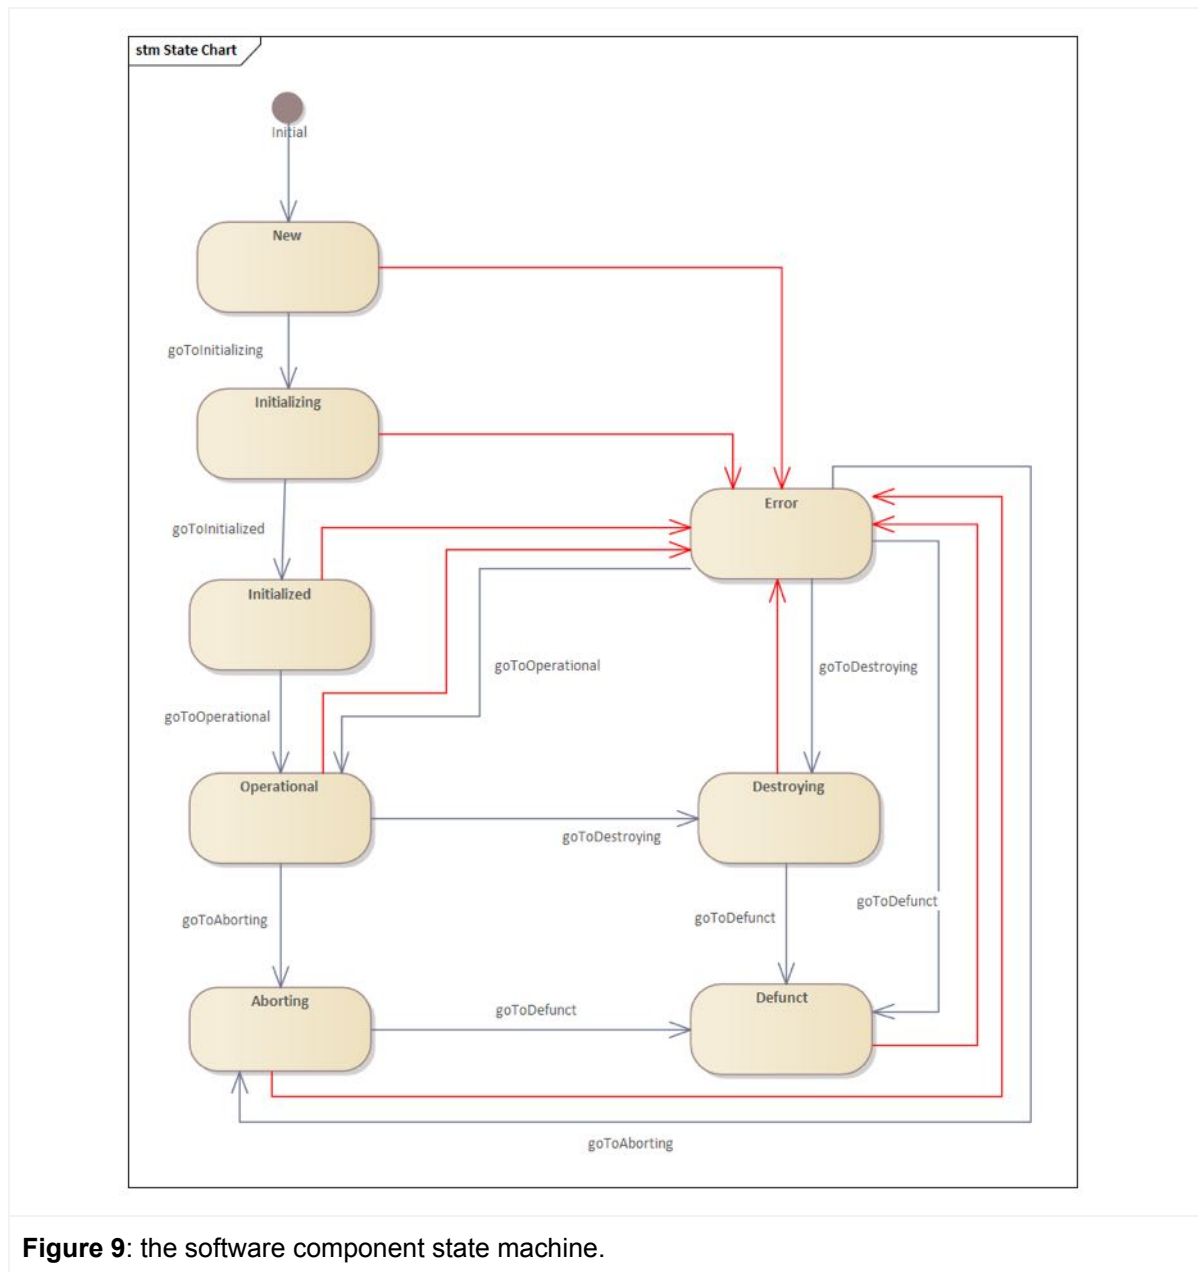 stm State Chart
Initial
New
goToInitializing
Initializing
Error
goToInitialized
Initialized
goToOperational
goToDestroying
goToOperational
Operational
Destroying
goToDestroying
goToDefunct
goToDefunct
goToAborting
Aborting
Defunct
goToDefunct
goToAborting
Figure 9: the software component state machine.